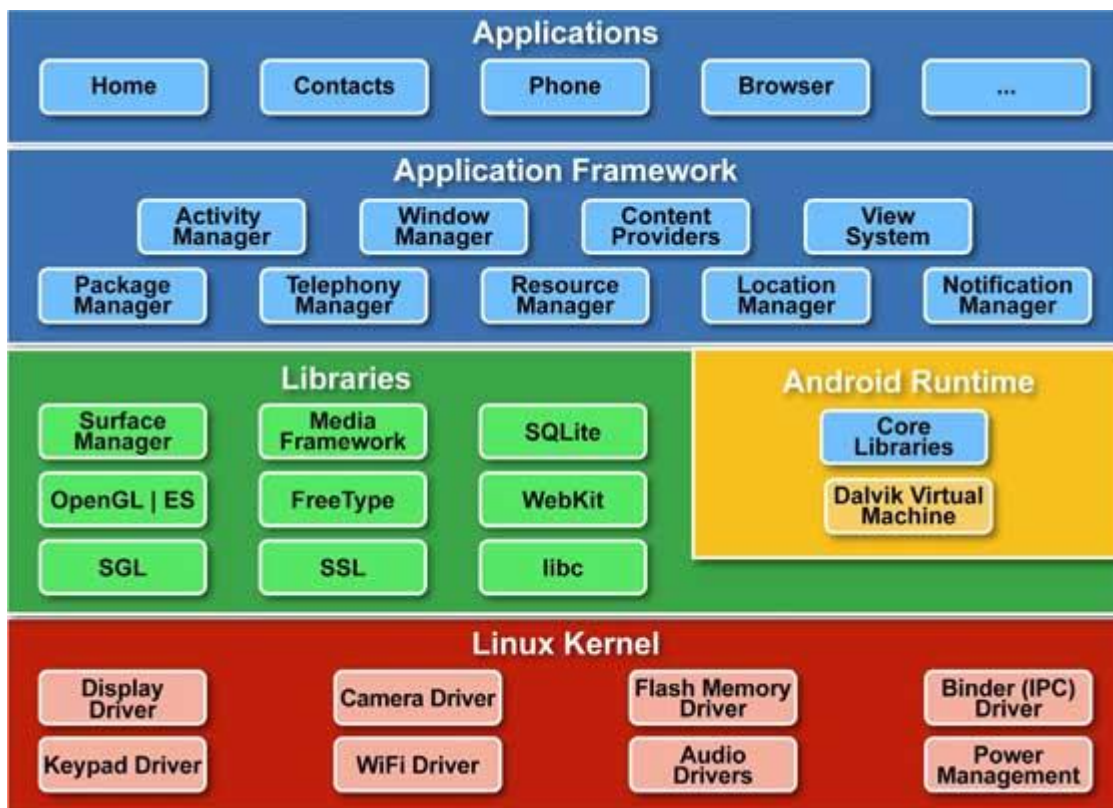 Applications
Home
Contacts
Phone
Browser
...
Application Framework
Activity
Manager
Window
Manager
Content
Providers
View
System
Package
Manager
Telephony
Manager
Resource
Manager
Location
Manager
Notification
Manager
Libraries
Surface
Manager
Media
Framework
SQLite
OpenGL | ES
FreeType
WebKit
SGL
SSL
libc
Android Runtime
Core
Libraries
Dalvik Virtual
Machine
Linux Kernel
Display
Driver
Camera Driver
Flash Memory
Driver
Binder (IPC)
Driver
Keypad Driver
WiFi Driver
Audio
Drivers
Power
Management